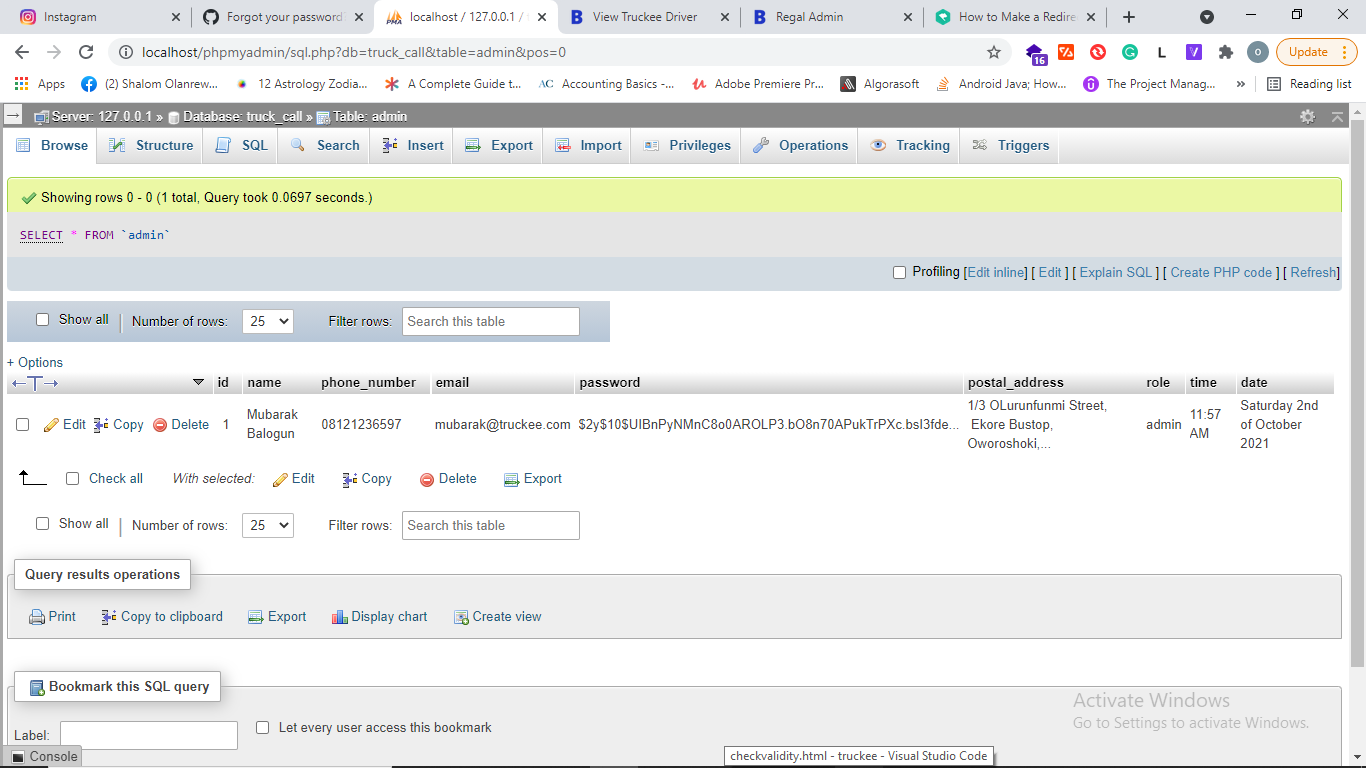 Instagram
Forgot your password?
localhost / 127.0.0.1 /
View Truckee Driver
Regal Admin
How to Make a Redire
localhost/phpmyadmin/sql.php?db=truck_call&table=admin&pos=0
16
L
O
Update
Apps
(2) Shalom Olanrew...
12 Astrology Zodia...
A Complete Guide t...
AC Accounting Basics -...
Adobe Premiere Pr...
Algorasoft
Android Java; How...
The Project Manag...
»
Reading list
Server: 127.0.0.1 » Database: truck_call » Table: admin
Browse Structure SQL Search Insert Export Import Privileges Operations Tracking Triggers
Showing rows 0 - 0 (1 total, Query took 0.0697 seconds.)
SELECT * FROM `admin`
Profiling [Edit inline] [ Edit ] [ Explain SQL ] [ Create PHP code ] [ Refresh]
Show all | Number of rows: 25 Filter rows: Search this table
+ Options
←T→ id name phone_number email password postal_address role time date
Edit Copy Delete 1 Mubarak Balogun 08121236597 mubarak@truckee.com $2y$10$UIBnPyNMnC8o0AROLP3.bO8n70APukTrPXc.bsI3fde... 1/3 OLurunfunmi Street, Ekore Bustop, Oworoshoki,... admin 11:57 AM Saturday 2nd of October 2021
Check all With selected: Edit Copy Delete Export
Show all | Number of rows: 25 Filter rows: Search this table
Query results operations
Print Copy to clipboard Export Display chart Create view
Bookmark this SQL query
Label: Let every user access this bookmark
Activate Windows
Go to Settings to activate Windows.
Console
checkvalidity.html - truckee - Visual Studio Code